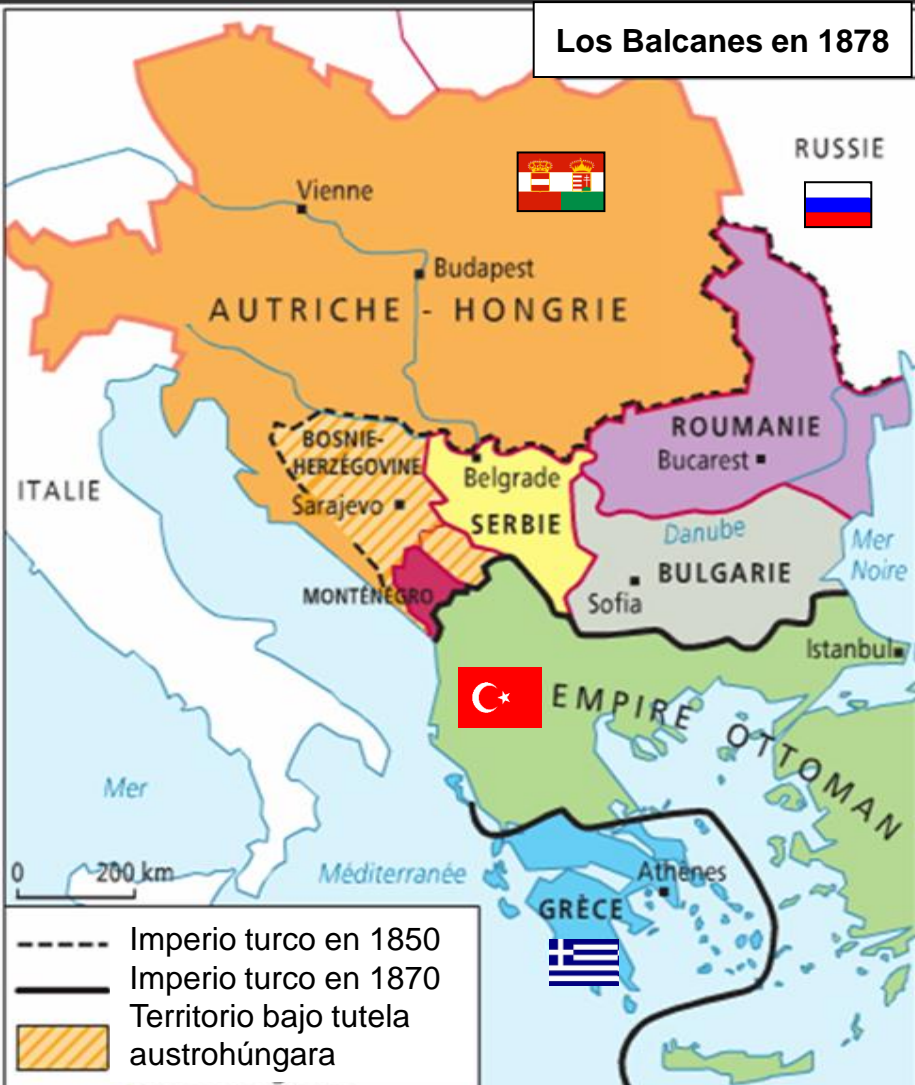 Los Balcanes en 1878
RUSSIE
Vienne
Budapest
AUTRICHE - HONGRIE
ROUMANIE
Bucarest
BOSNIE-
HERZÉGOVINE
Belgrade
ITALIE
Sarajevo
SERBIE
Danube
Mer
Noire
BULGARIE
Sofia
MONTÉNÉGRO
Istanbul
EMPIRE OTTOMAN
Mer
Méditerranée
0 200 km
Athènes
GRÈCE
Imperio turco en 1850
Imperio turco en 1870
Territorio bajo tutela
austrohúngara